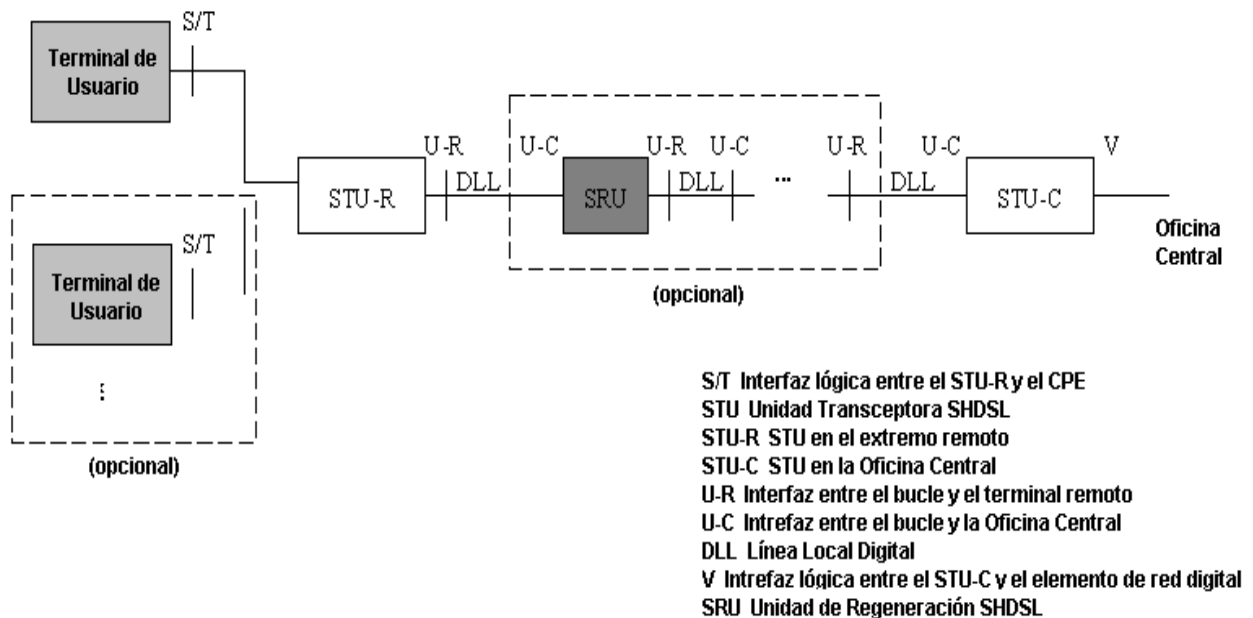 S/T
Terminal de
Usuario
U-R
U-C
U-R
U-C
U-R
U-C
V
STU-R
DLL
SRU
DLL
...
DLL
STU-C
Oficina
Central
S/T
Terminal de
Usuario
...
(opcional)
(opcional)
S/T Interfaz lógica entre el STU-R y el CPE
STU Unidad Transceptora SHDSL
STU-R STU en el extremo remoto
STU-C STU en la Oficina Central
U-R Interfaz entre el bucle y el terminal remoto
U-C Intrefaz entre el bucle y la Oficina Central
DLL Línea Local Digital
V Intrefaz lógica entre el STU-C y el elemento de red digital
SRU Unidad de Regeneración SHDSL